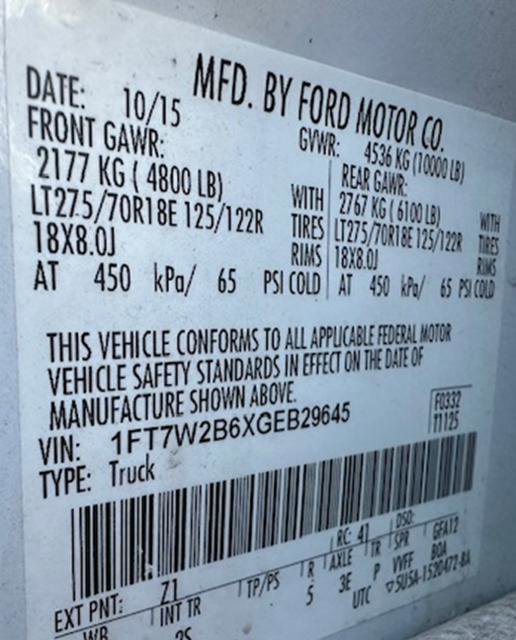 MFD. BY FORD MOTOR CO.
DATE: 10/15 GVWR: 4536 KG (10000 LB)
FRONT GAWR: REAR GAWR:
2177 KG ( 4800 LB) WITH 2767 KG ( 6100 LB) WITH
LT275/70R18E 125/122R TIRES LT275/70R18E 125/122R TIRES
18X8.0J RIMS 18X8.0J RIMS
AT 450 kPa/ 65 PSI COLD AT 450 kPa/ 65 PSI COLD
THIS VEHICLE CONFORMS TO ALL APPLICABLE FEDERAL MOTOR
VEHICLE SAFETY STANDARDS IN EFFECT ON THE DATE OF
MANUFACTURE SHOWN ABOVE.
VIN: 1FT7W2B6XGEB29645 F0332
TYPE: Truck T1125
RC: 41 DSO:
EXT PNT: Z1 INT TR TP/PS R AXLE TR SPR GFA12
5 3E P VVFF BOA
UTC